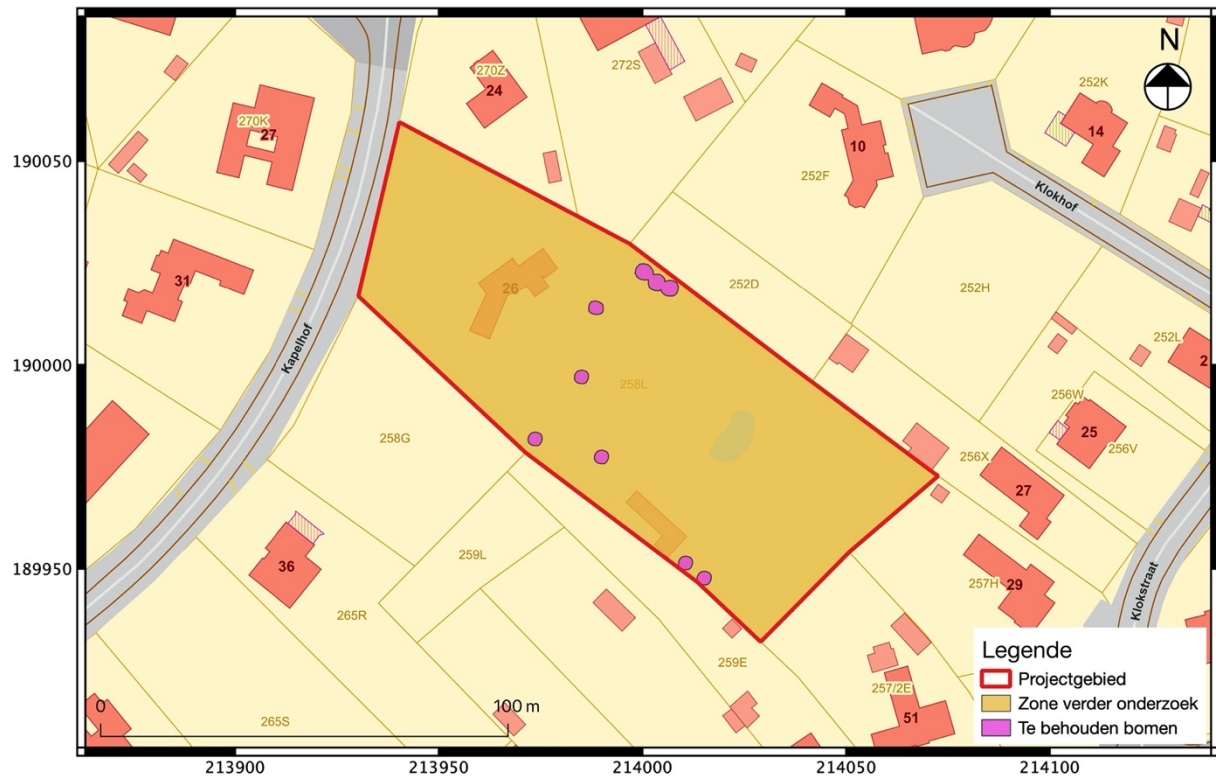 N
272S
270Z
24
252K
14
270K
27
10
190050
252F
Klokhof
31
26
252D
252H
Kapelhof
252L
2
190000
258L
256W
25
258G
256V
256X
27
259L
36
189950
257H
29
Klokstraat
265R
Legende
259E
Projectgebied
257/2E
Zone verder onderzoek
0
100 m
265S
51
Te behouden bomen
213900
213950
214000
214050
214100